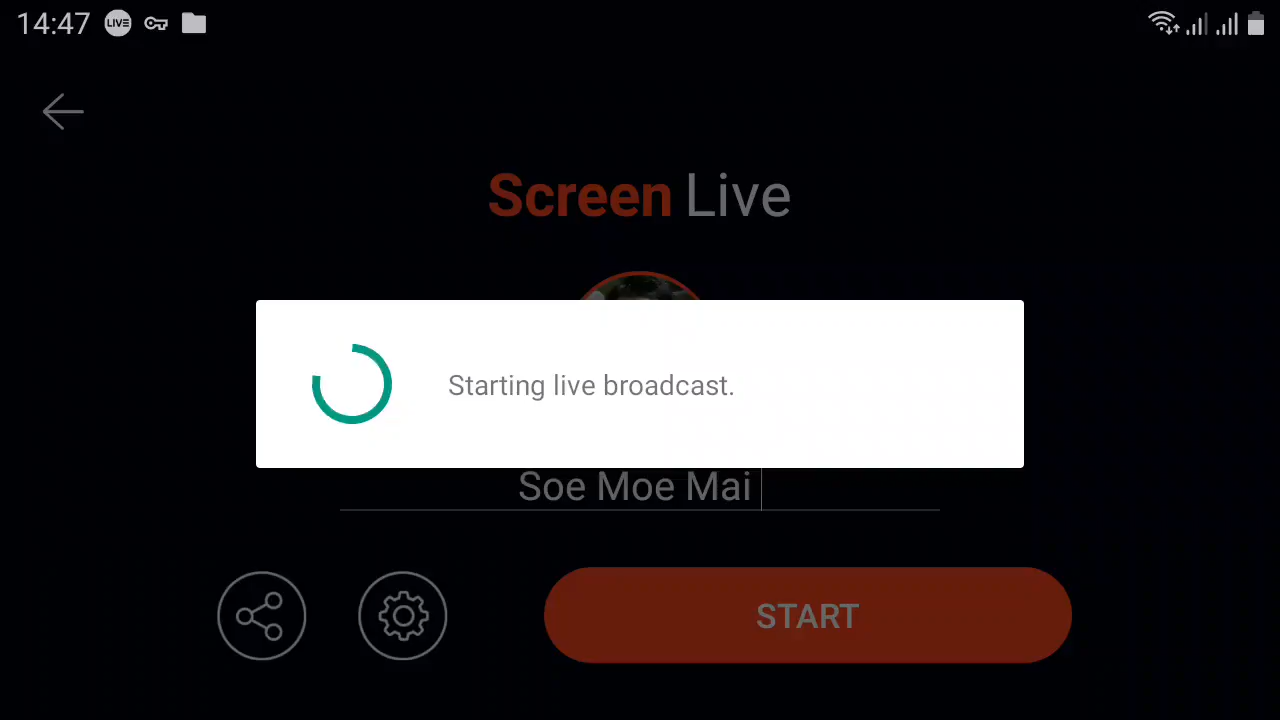 14:47 LIVE
Screen Live
Starting live broadcast.
Soe Moe Mai
START